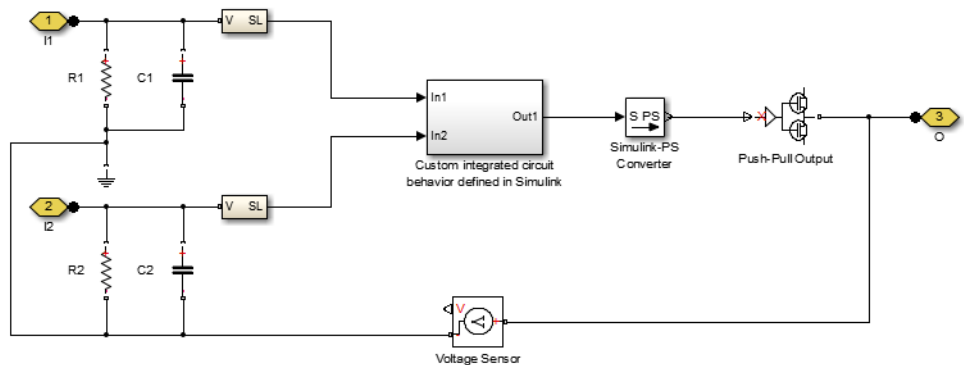 1
I1
V SL
R1
C1
In1
In2
Out1
Custom integrated circuit
behavior defined in Simulink
S PS
Simulink-PS
Converter
Push-Pull Output
3
O
2
I2
V SL
R2
C2
V
V
Voltage Sensor